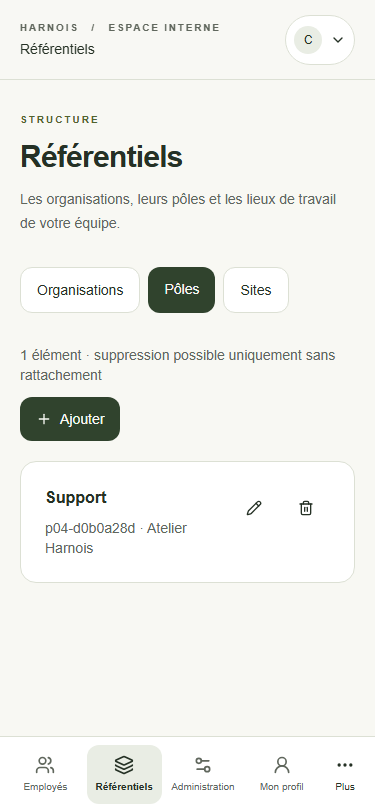 HARNOIS / ESPACE INTERNE
Référentiels
C
STRUCTURE
Référentiels
Les organisations, leurs pôles et les lieux de travail
de votre équipe.
Organisations Pôles Sites
1 élément · suppression possible uniquement sans
rattachement
+ Ajouter
Support
p04-d0b0a28d · Atelier
Harnois
Employés Référentiels Administration Mon profil Plus